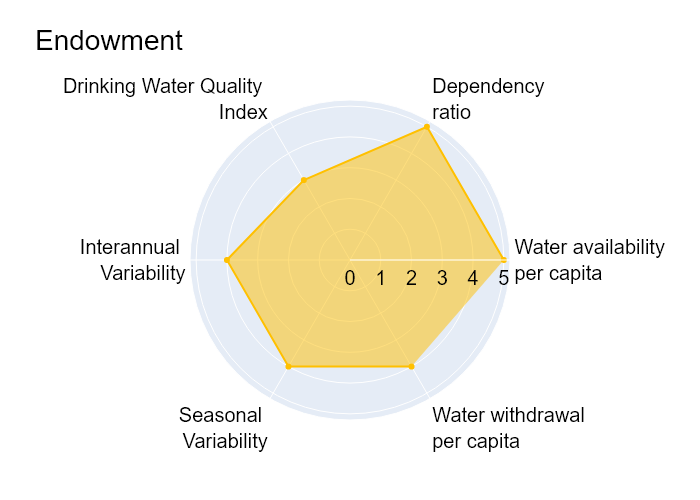 Endowment
Drinking Water Quality
Index
Dependency
ratio
Interannual
Variability
Water availability
per capita
0 1 2 3 4 5
Seasonal
Variability
Water withdrawal
per capita